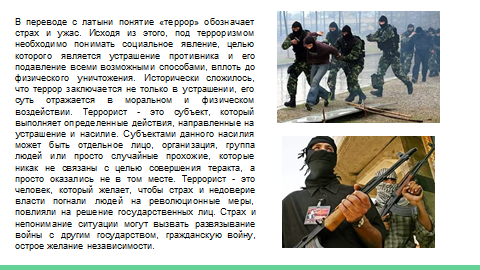 В переводе с латыни понятие «террор» обозначает
страх и ужас. Исходя из этого, под терроризмом
необходимо понимать социальное явление, целью
которого является устрашение противника и его
подавление всеми возможными способами, вплоть до
физического уничтожения. Исторически сложилось,
что террор заключается не только в устрашении, его
суть отражается в моральном и физическом
воздействии. Террорист - это субъект, который
выполняет определенные действия, направленные на
устрашение и насилие. Субъектами данного насилия
может быть отдельное лицо, организация, группа
людей или просто случайные прохожие, которые
никак не связаны с целью совершения теракта, а
просто оказались не в том месте. Террорист - это
человек, который желает, чтобы страх и недоверие
власти погнали людей на революционные меры,
повлияли на решение государственных лиц. Страх и
непонимание ситуации могут вызвать развязывание
войны с другим государством, гражданскую войну,
острое желание независимости.